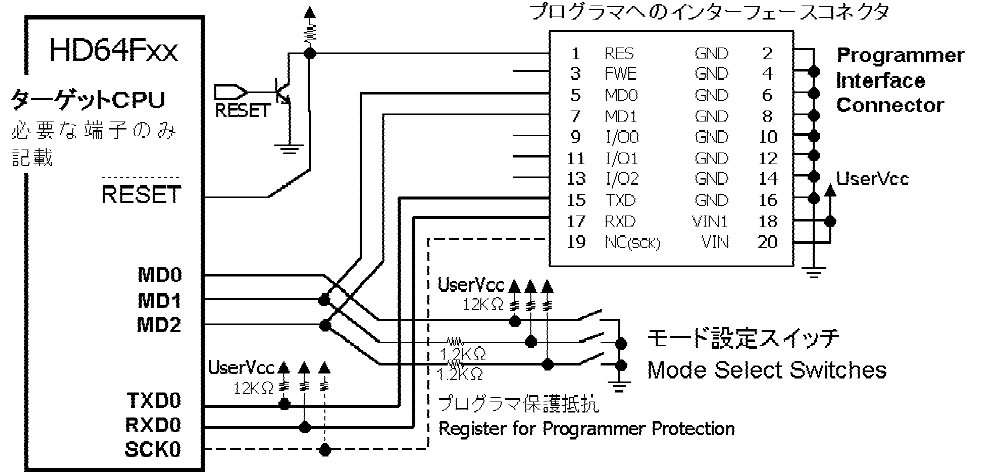 プログラマへのインターフェースコネクタ
HD64Fxx
ターゲットCPU
必要な端子のみ
記載
RESET
RESET
1 RES GND 2
3 FWE GND 4
5 MD0 GND 6
7 MD1 GND 8
9 I/O0 GND 10
11 I/O1 GND 12
13 I/O2 GND 14
15 TXD GND 16
17 RXD VIN1 18
19 NC(SCK) VIN 20
Programmer
Interface
Connector
UserVcc
MD0
MD1
MD2
UserVcc
12KΩ
1.2KΩ
1.2KΩ
モード設定スイッチ
Mode Select Switches
UserVcc
12KΩ
プログラマ保護抵抗
Register for Programmer Protection
TXD0
RXD0
SCK0